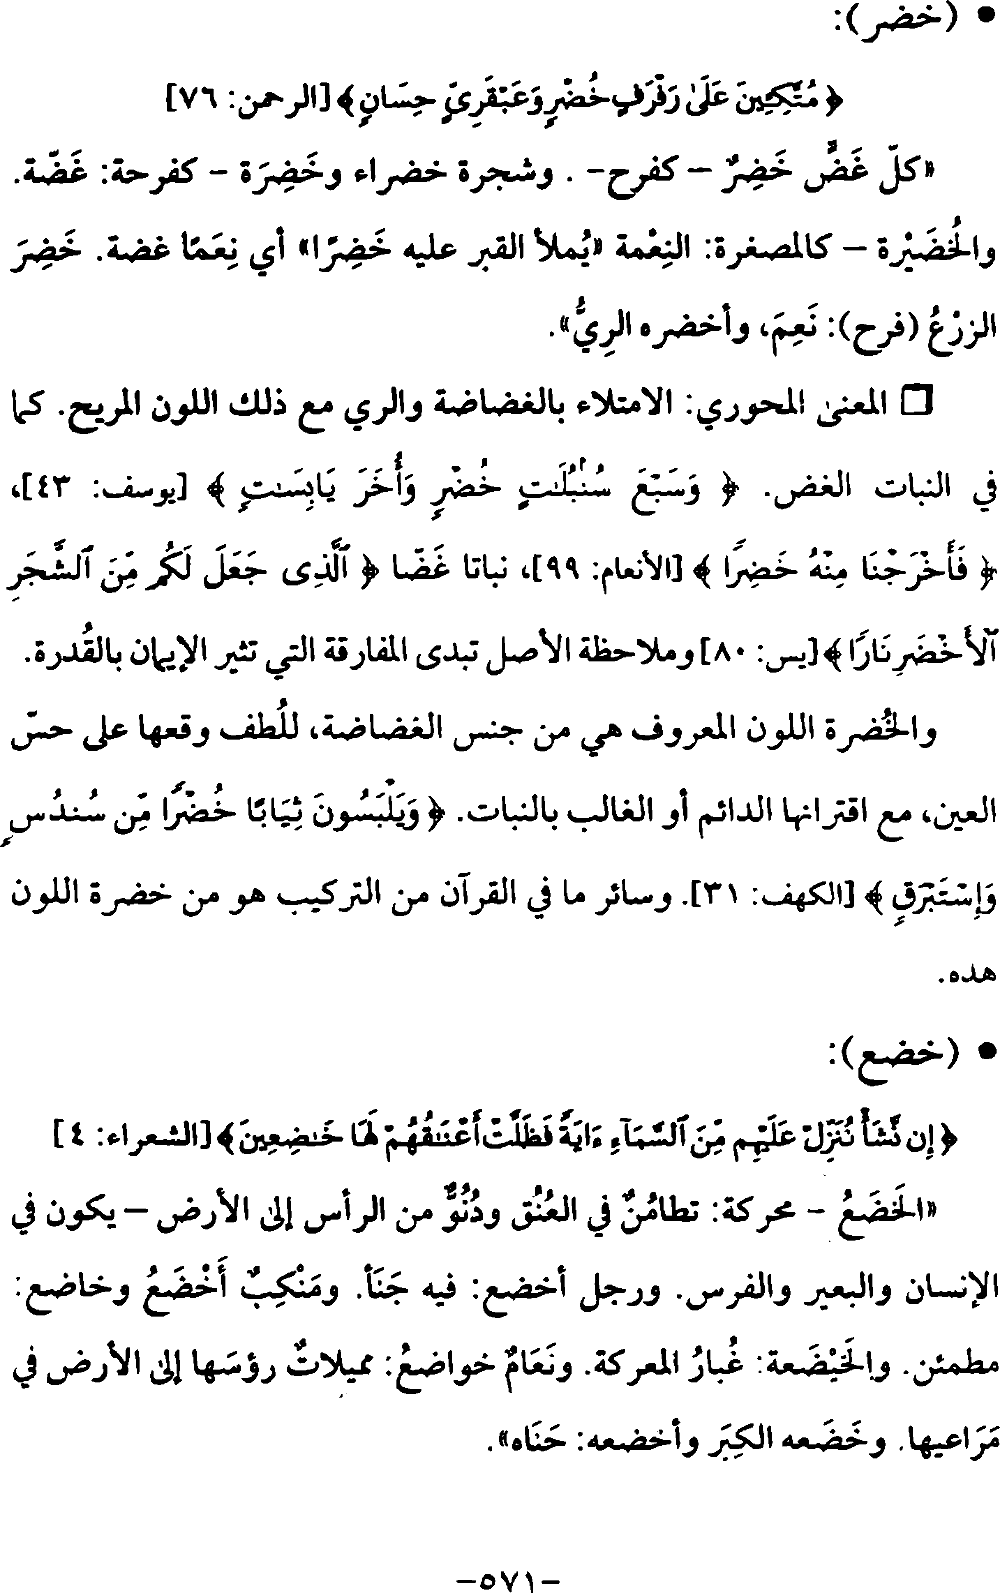 • (خضر):
﴿ مُتَّكِـِٔينَ عَلَىٰ رَفْرَفٍ خُضْرٍ وَعَبْقَرِىٍّ حِسَانٍ ﴾ [الرحمن: ٧٦]
«كلّ غَضٍّ خَضِرٌ – كفرح- . وشجرة خضراء وخَضِرَة - كفرحة: غَضّة.
والخُضَيْرة – كالمصغرة: النِعْمة «يُملأ القبر عليه خَضِرًا» أي نِعَمًا غضة. خَضِرَ
الزرْعُ (فرح): نَعِمَ، وأخضره الرِيُّ».
□ المعنى المحوري: الامتلاء بالغضاضة والري مع ذلك اللون المريح. كما
في النبات الغض. ﴿ وَسَبْعَ سُنۢبُلَـٰتٍ خُضْرٍ وَأُخَرَ يَابِسَـٰتٍ ﴾ [يوسف: ٤٣]،
﴿ فَأَخْرَجْنَا مِنْهُ خَضِرًا ﴾ [الأنعام: ٩٩]، نباتا غَضّا ﴿ ٱلَّذِى جَعَلَ لَكُم مِّنَ ٱلشَّجَرِ
ٱلْأَخْضَرِ نَارًا ﴾ [يس: ٨٠] وملاحظة الأصل تبدى المفارقة التي تثير الإيمان بالقُدرة.
والخُضرة اللون المعروف هي من جنس الغضاضة، للُطف وقعها على حسّ
العين، مع اقترانها الدائم أو الغالب بالنبات. ﴿ وَيَلْبَسُونَ ثِيَابًا خُضْرًا مِّن سُندُسٍ
وَإِسْتَبْرَقٍ ﴾ [الكهف: ٣١]. وسائر ما في القرآن من التركيب هو من خضرة اللون
هده.
• (خضع):
﴿ إِن نَّشَأْ نُنَزِّلْ عَلَيْهِم مِّنَ ٱلسَّمَآءِ ءَايَةً فَظَلَّتْ أَعْنَـٰقُهُمْ لَهَا خَـٰضِعِينَ ﴾ [الشعراء: ٤]
«الخَضَعُ - محركة: تطامُنٌ في العُنُق ودُنُوٌّ من الرأس إلى الأرض – يكون في
الإنسان والبعير والفرس. ورجل أخضع: فيه جَنَأ. ومَنْكِبٌ أَخْضَعُ وخاضع:
مطمئن. والخَيْضَعة: غُبارُ المعركة. ونَعَامٌ خواضعُ: مميلاتٌ رؤسَها إلى الأرض في
مَرَاعيها. وخَضَعه الكِبَر وأخضعه: حَنَاه».
-٥٧١-